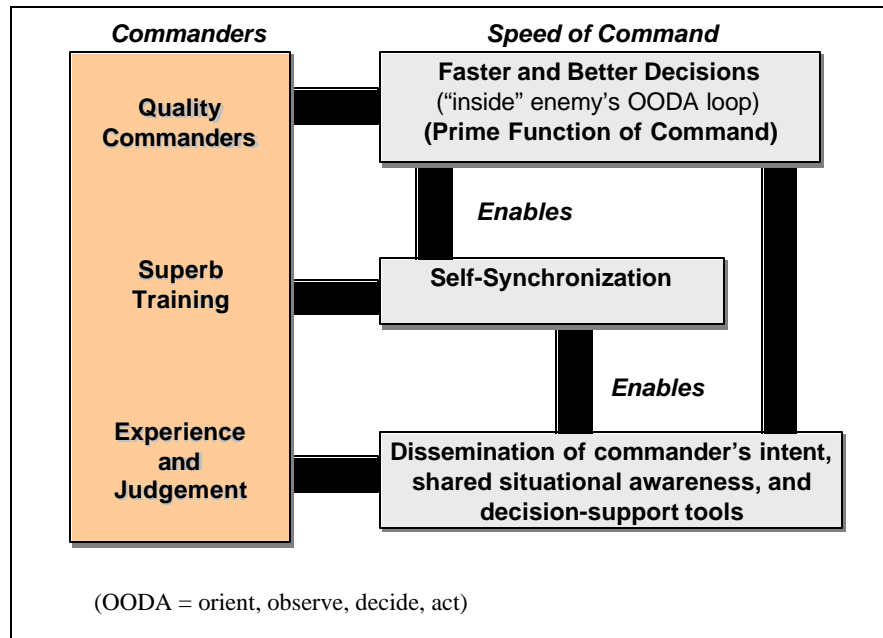 Commanders
Quality
Commanders
Superb
Training
Experience
and
Judgement
Speed of Command
Faster and Better Decisions
(“inside” enemy’s OODA loop)
(Prime Function of Command)
Enables
Self-Synchronization
Enables
Dissemination of commander’s intent,
shared situational awareness, and
decision-support tools
(OODA = orient, observe, decide, act)